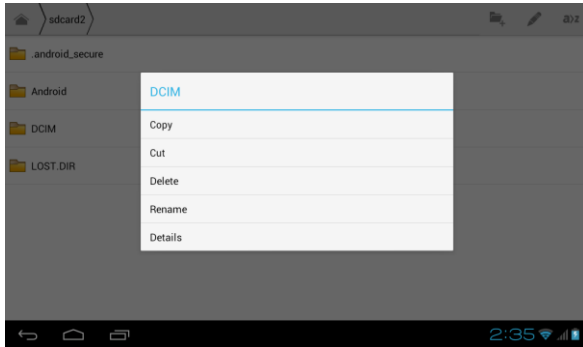 sdcard2
a>z
.android_secure
Android
DCIM
LOST.DIR
DCIM
Copy
Cut
Delete
Rename
Details
2:35